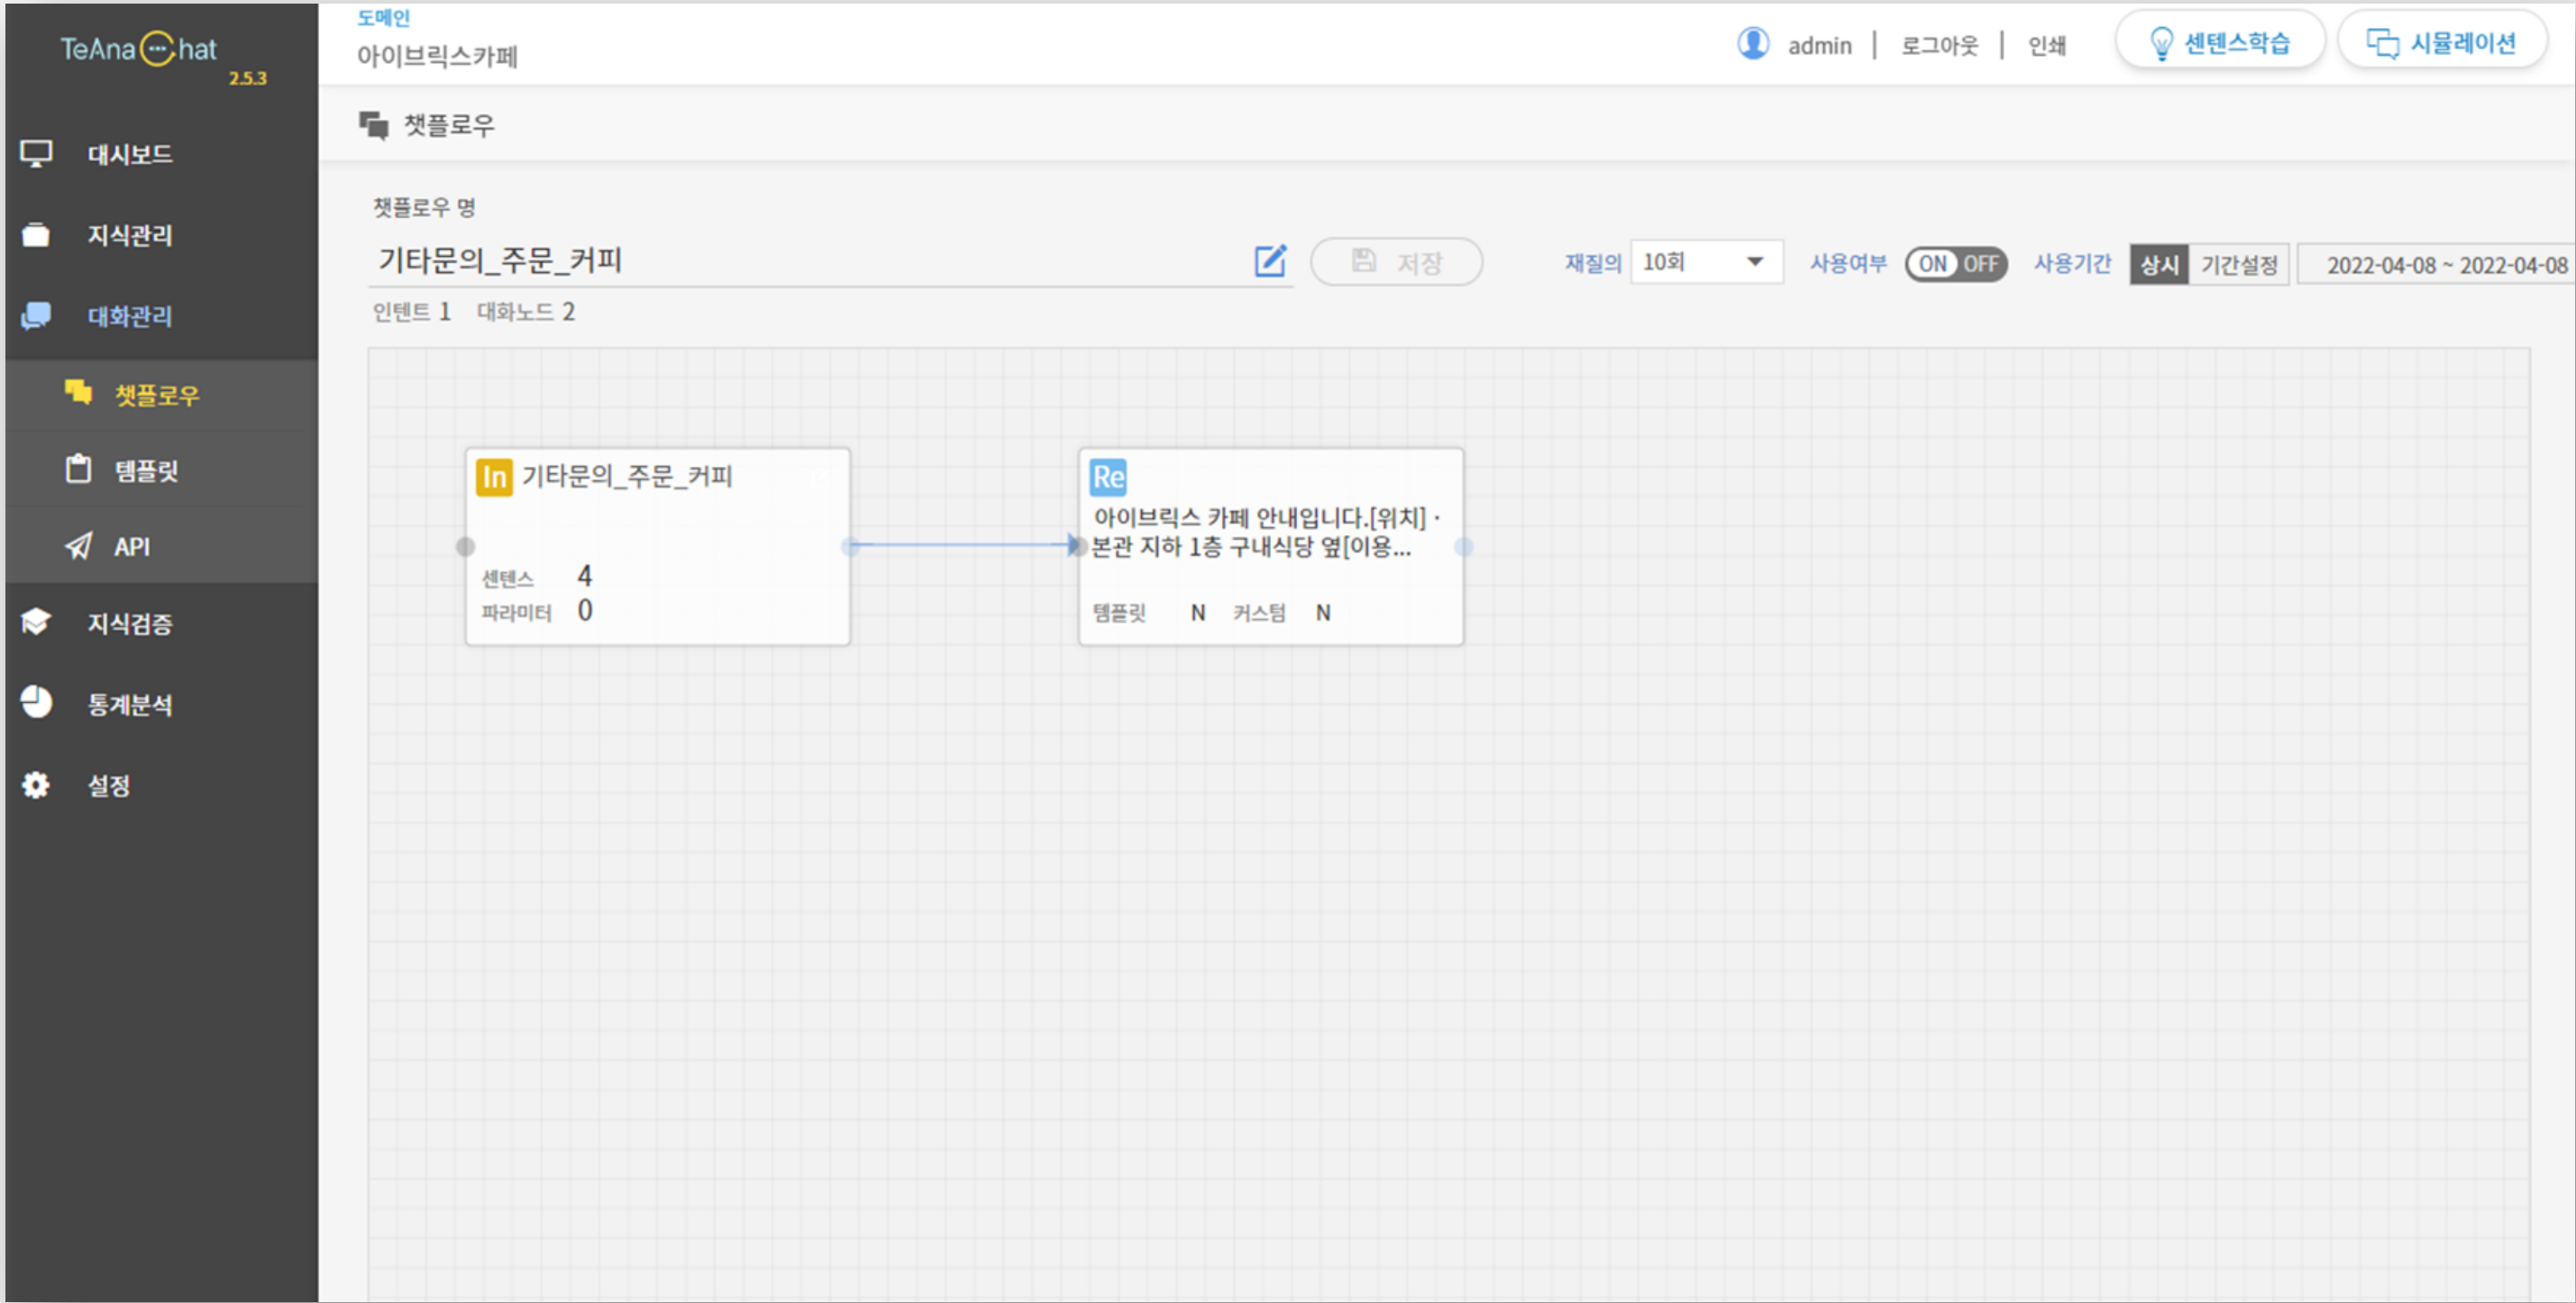 TeAna Chat
2.5.3
대시보드
지식관리
대화관리
챗플로우
템플릿
API
지식검증
통계분석
설정
도메인
아이브릭스카페
admin | 로그아웃 | 인쇄
센텐스학습
시뮬레이션
챗플로우
챗플로우 명
기타문의_주문_커피
저장
재질의 10회
사용여부 ON OFF
사용기간 상시 기간설정 2022-04-08 ~ 2022-04-08
인텐트 1 대화노드 2
In 기타문의_주문_커피
센텐스 4
파라미터 0
Re
아이브릭스 카페 안내입니다.[위치] ·
본관 지하 1층 구내식당 옆[이용...
템플릿 N 커스텀 N